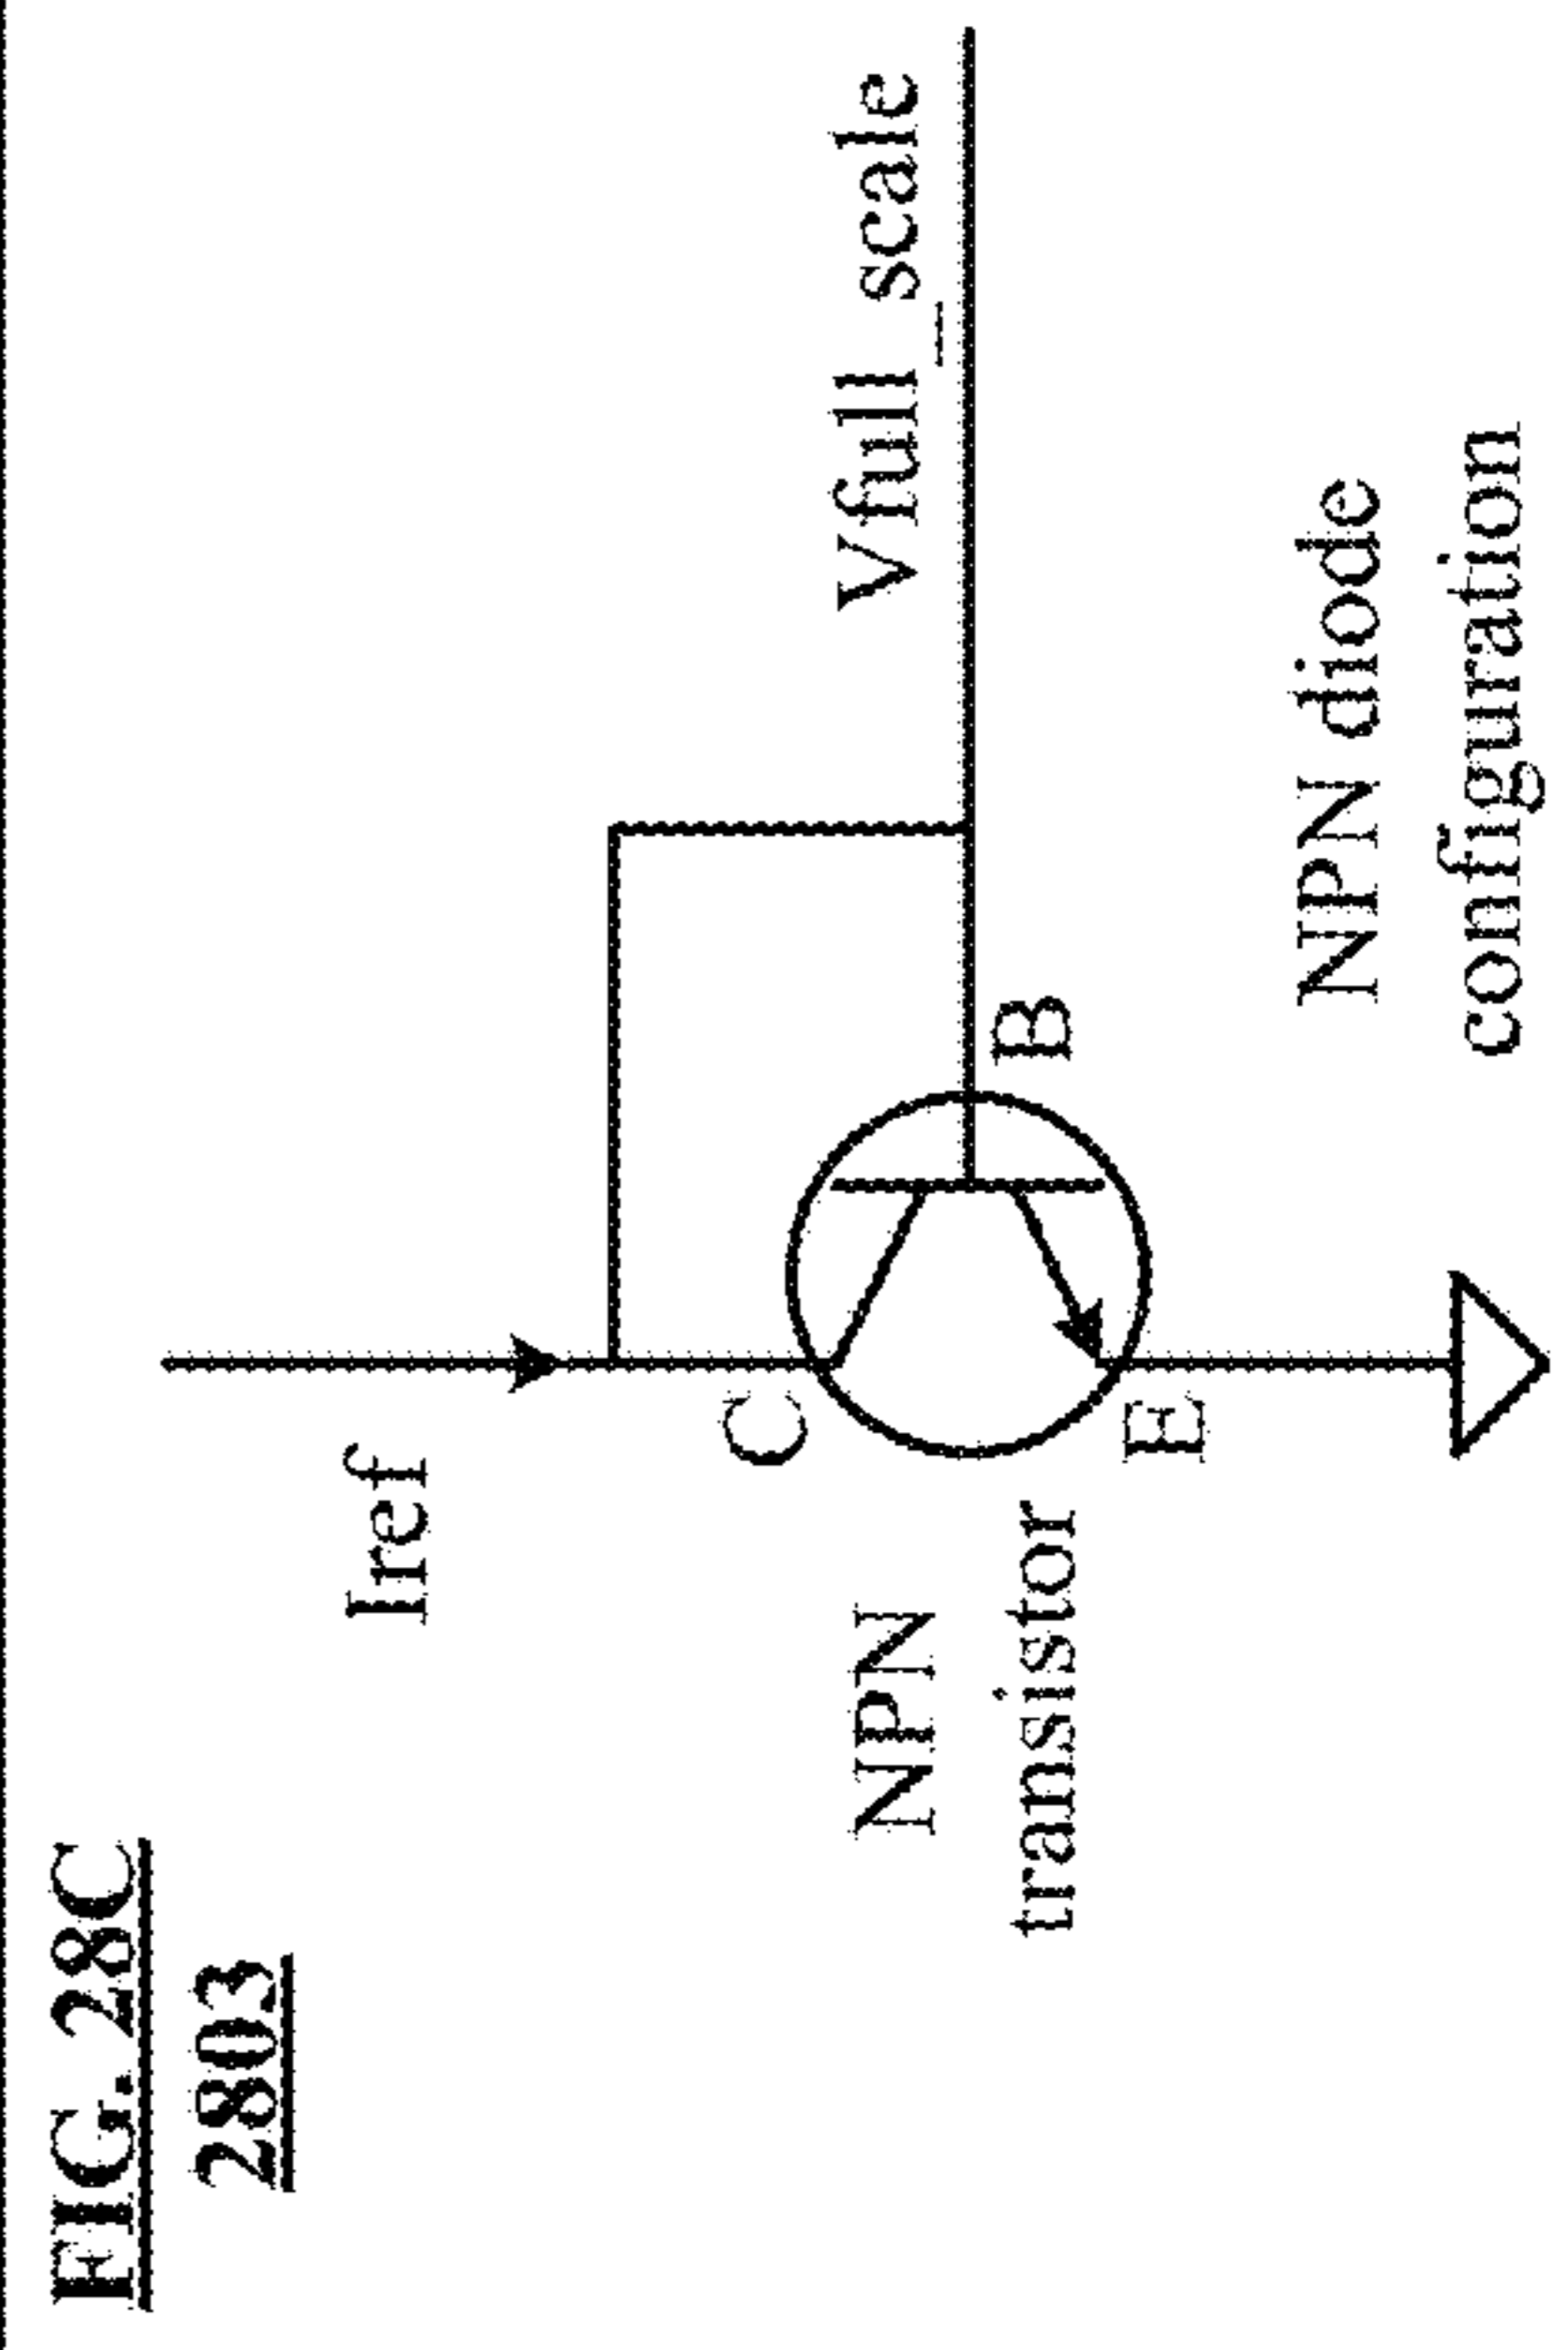 FIG. 28C
2803
Iref
Vfull_scale
C
B
E
NPN
transistor
NPN diode
configuration